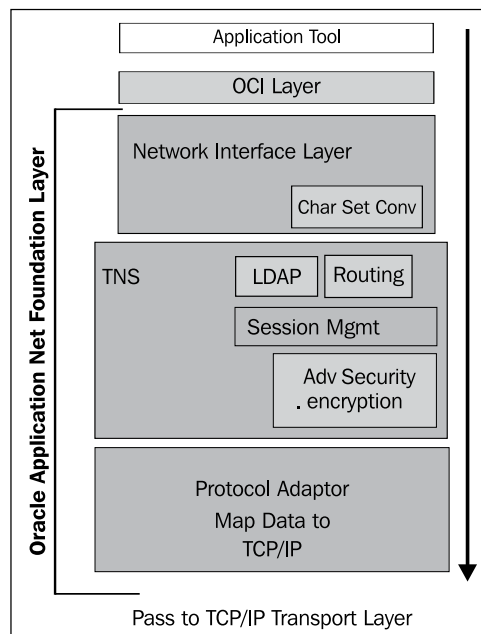 Application Tool
OCI Layer
Oracle Application Net Foundation Layer
Network Interface Layer
Char Set Conv
TNS
LDAP
Routing
Session Mgmt
Adv Security
. encryption
Protocol Adaptor
Map Data to
TCP/IP
Pass to TCP/IP Transport Layer